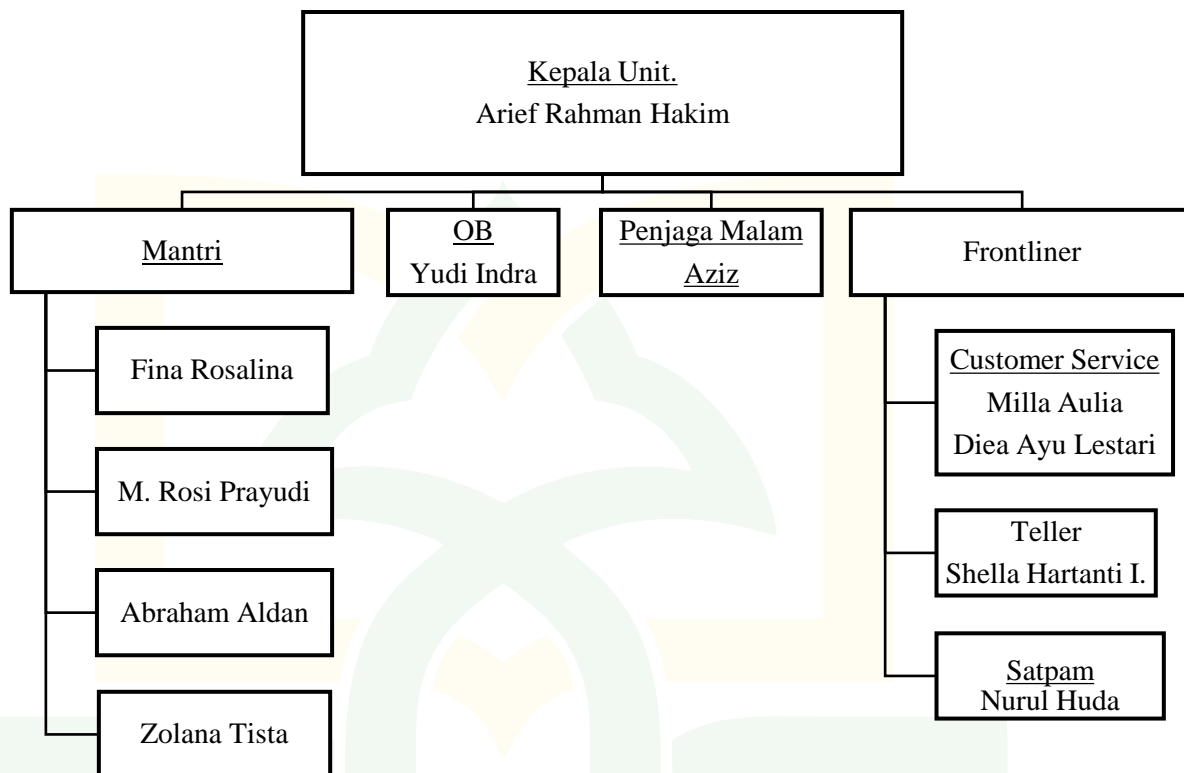 Kepala Unit.
Arief Rahman Hakim
Mantri
Fina Rosalina
M. Rosi Prayudi
Abraham Aldan
Zolana Tista
OB
Yudi Indra
Penjaga Malam
Aziz
Frontliner
Customer Service
Milla Aulia
Diea Ayu Lestari
Teller
Shella Hartanti I.
Satpam
Nurul Huda